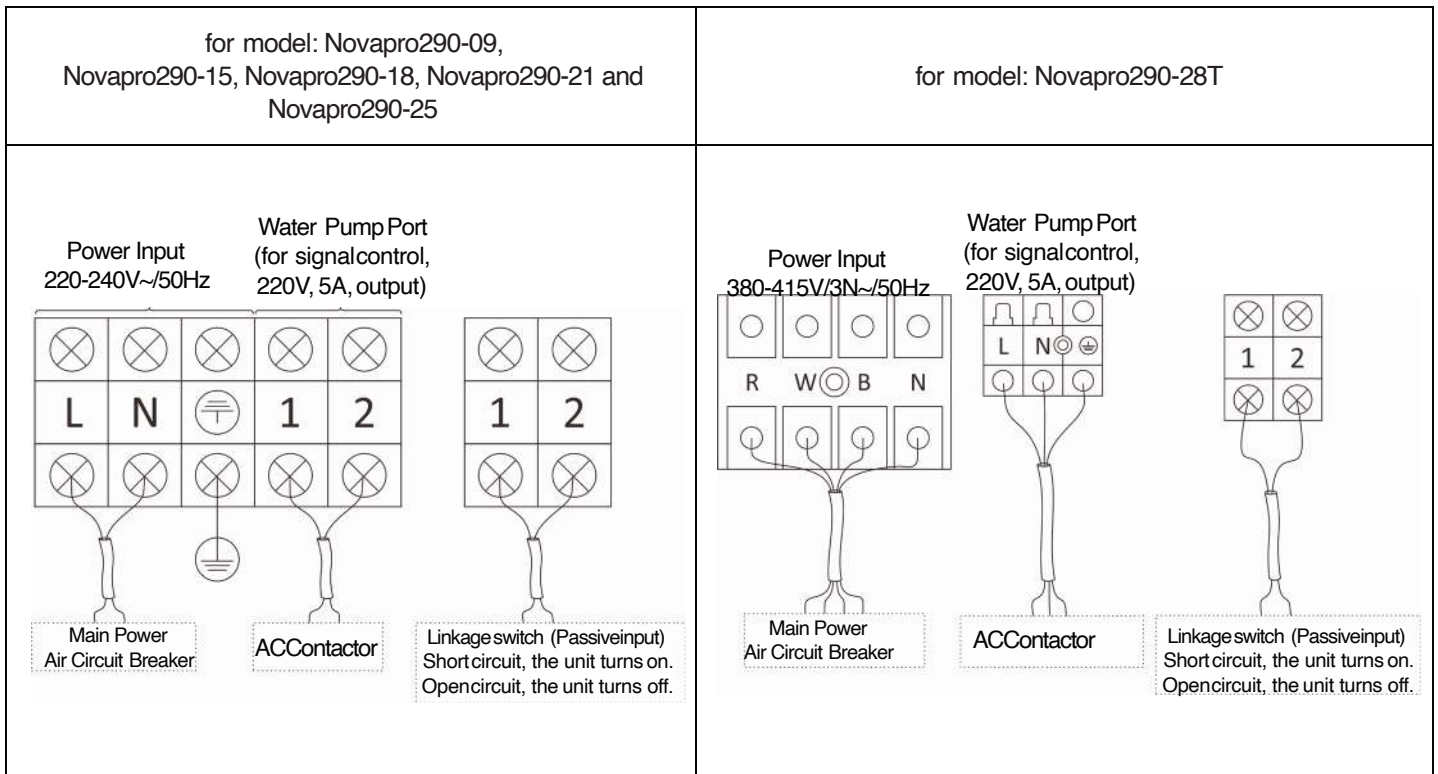 for model: Novapro290-09,
Novapro290-15, Novapro290-18, Novapro290-21 and
Novapro290-25
for model: Novapro290-28T
Power Input
220-240V~/50Hz
Water Pump Port
(for signalcontrol,
220V, 5A, output)
L N 1 2
1 2
Main Power
Air Circuit Breaker
ACContactor
Linkageswitch (Passiveinput)
Shortcircuit, the unit turns on.
Opencircuit, the unit turns off.
Power Input
380-415V/3N~/50Hz
Water Pump Port
(for signalcontrol,
220V, 5A, output)
R W B N
L N
1 2
Main Power
Air Circuit Breaker
ACContactor
Linkageswitch (Passiveinput)
Shortcircuit, the unit turns on.
Opencircuit, the unit turns off.